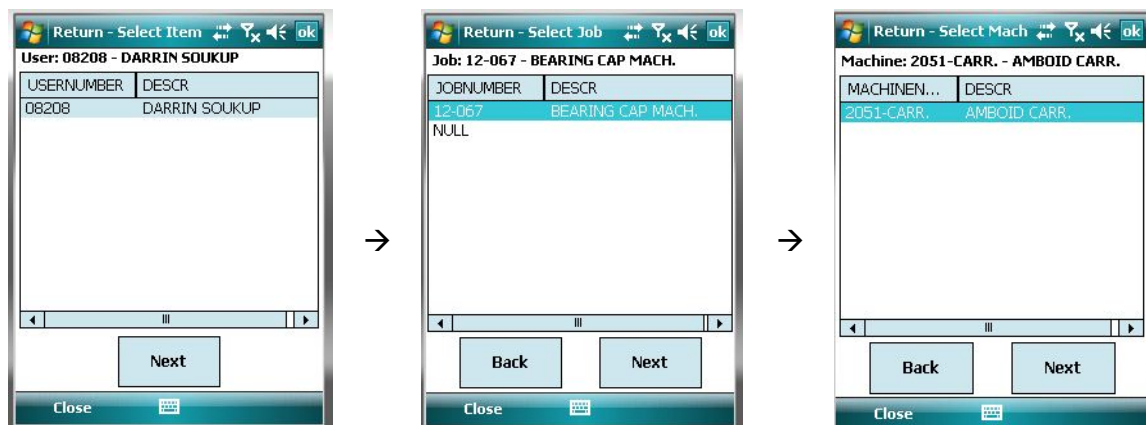 Return - Select Item ok
User: 08208 - DARRIN SOUKUP
USERNUMBER DESCR
08208 DARRIN SOUKUP
Next
Close
→
Return - Select Job ok
Job: 12-067 - BEARING CAP MACH.
JOBNUMBER DESCR
12-067 BEARING CAP MACH.
NULL
Back Next
Close
→
Return - Select Mach ok
Machine: 2051-CARR. - AMBOID CARR.
MACHINEN... DESCR
2051-CARR. AMBOID CARR.
Back Next
Close